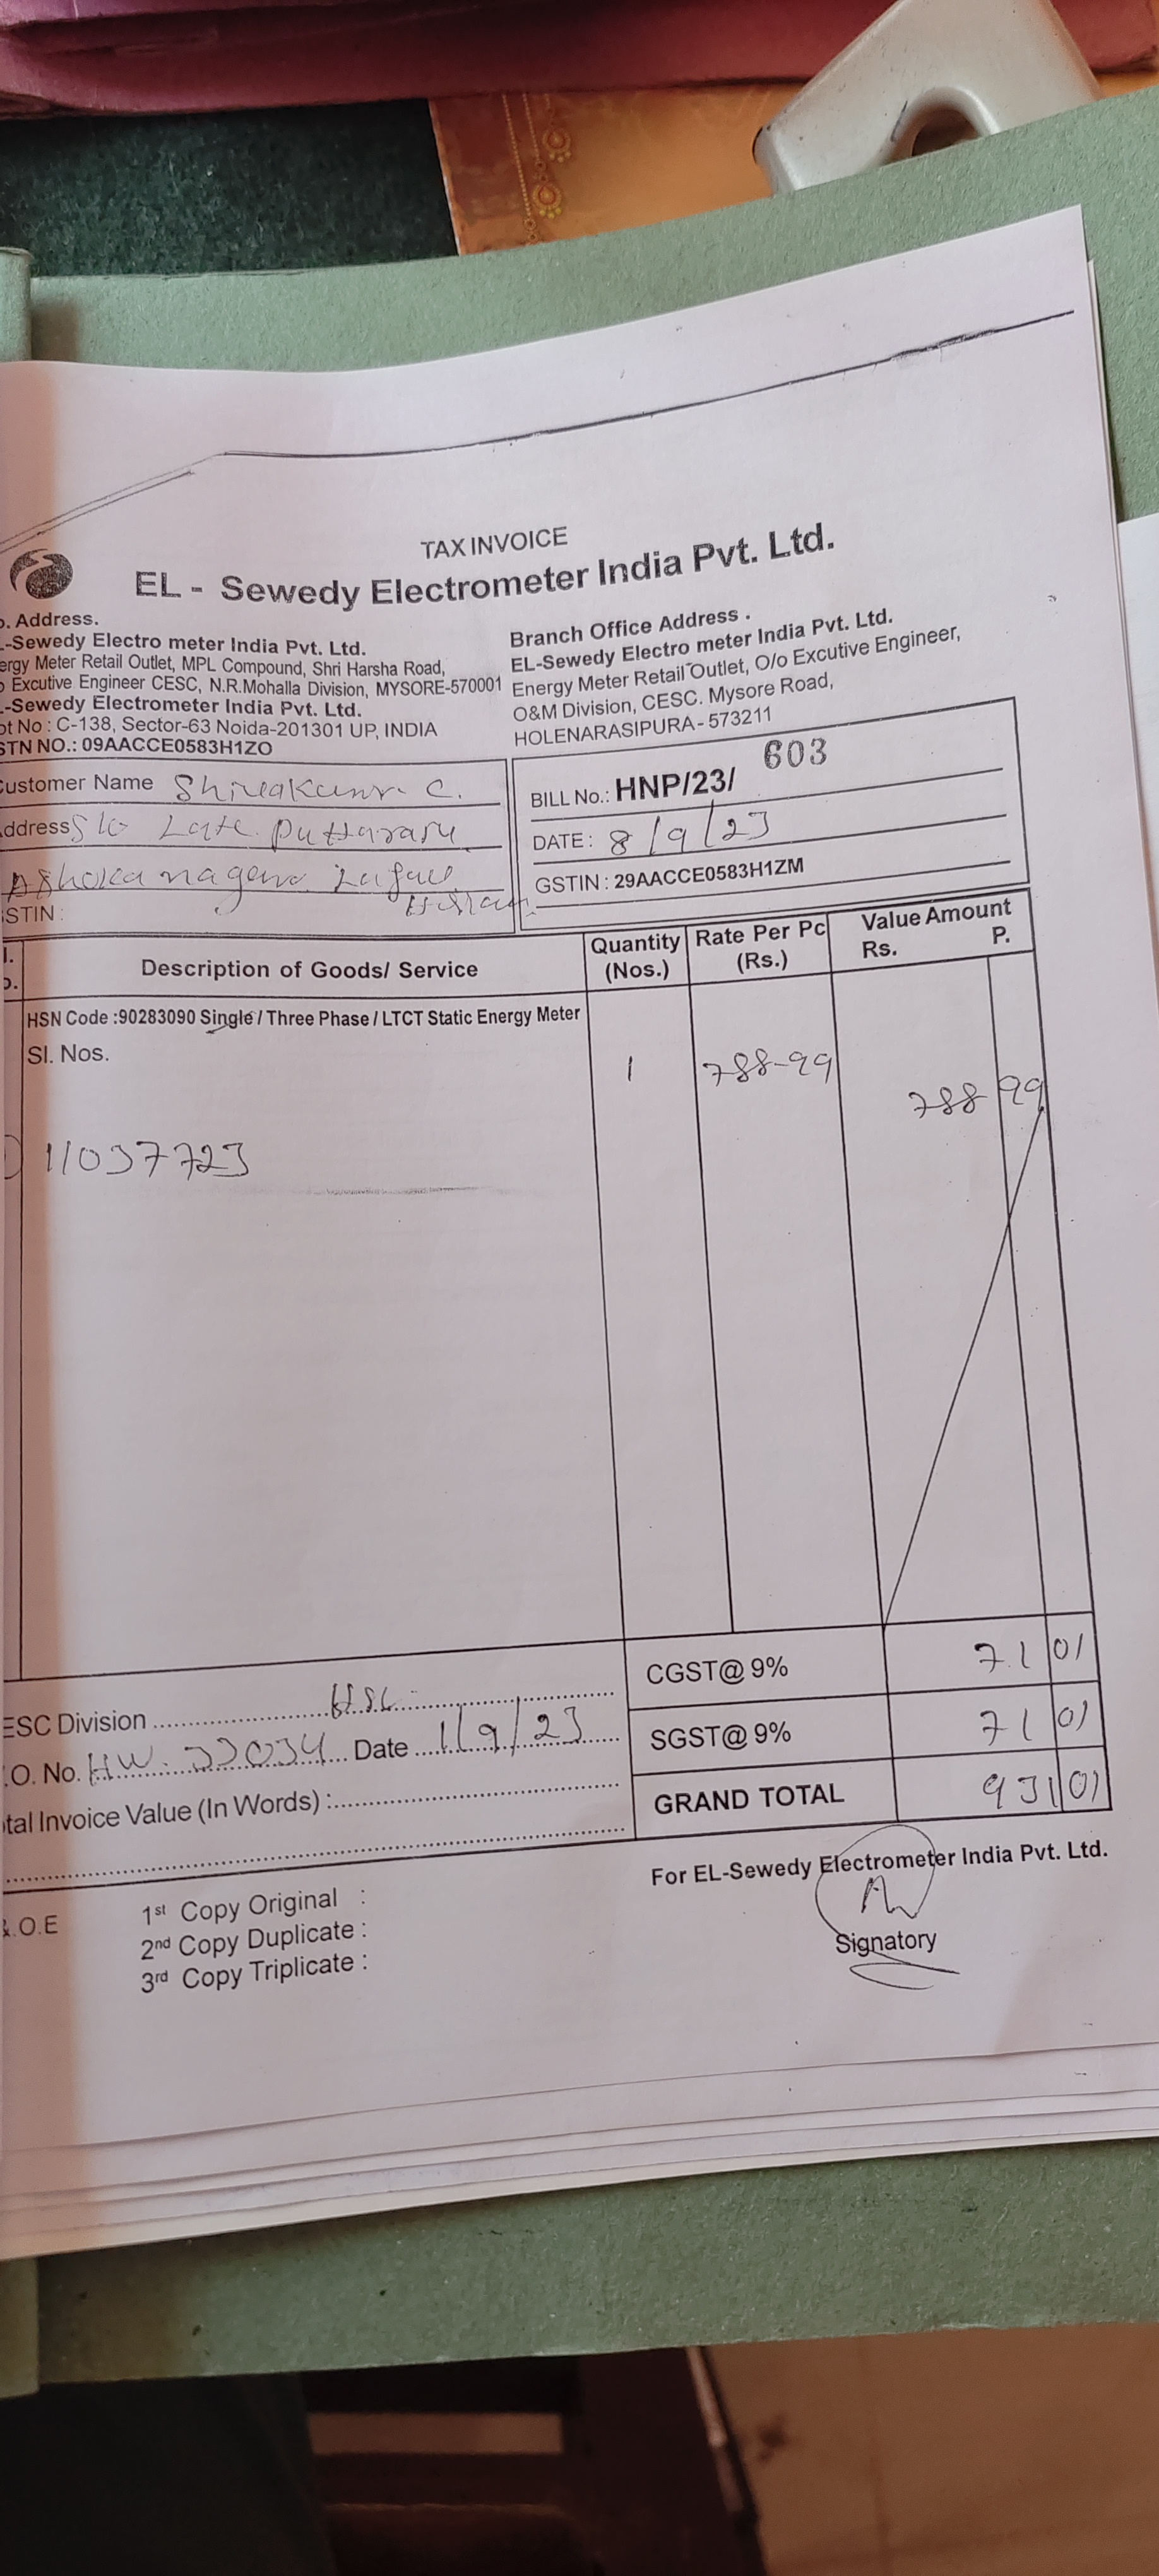 TAX INVOICE
EL - Sewedy Electrometer India Pvt. Ltd.
. Address.
-Sewedy Electro meter India Pvt. Ltd.
ergy Meter Retail Outlet, MPL Compound, Shri Harsha Road,
Excutive Engineer CESC, N.R.Mohalla Division, MYSORE-570001
-Sewedy Electrometer India Pvt. Ltd.
ot No : C-138, Sector-63 Noida-201301 UP, INDIA
STN NO.: 09AACCE0583H1ZO
Branch Office Address .
EL-Sewedy Electro meter India Pvt. Ltd.
Energy Meter Retail Outlet, O/o Excutive Engineer,
O&M Division, CESC. Mysore Road,
HOLENARASIPURA - 573211
ustomer Name Shivakumr. C.
ddress S/o Late Puttaraju
Ashoka nagara
STIN :
BILL No.: HNP/23/ 603
DATE : 8/9/23
GSTIN : 29AACCE0583H1ZM
Description of Goods/ Service Quantity (Nos.) Rate Per Pc (Rs.) Value Amount Rs. P.
HSN Code :90283090 Single / Three Phase / LTCT Static Energy Meter
Sl. Nos.
1 788-99 788 99
11037723
CGST@ 9% 71 01
SGST@ 9% 71 01
GRAND TOTAL 931 01
ESC Division
.O. No. HW. 33034 Date 1/9/23
tal Invoice Value (In Words) :
For EL-Sewedy Electrometer India Pvt. Ltd.
Signatory
.O.E
1st Copy Original :
2nd Copy Duplicate :
3rd Copy Triplicate :